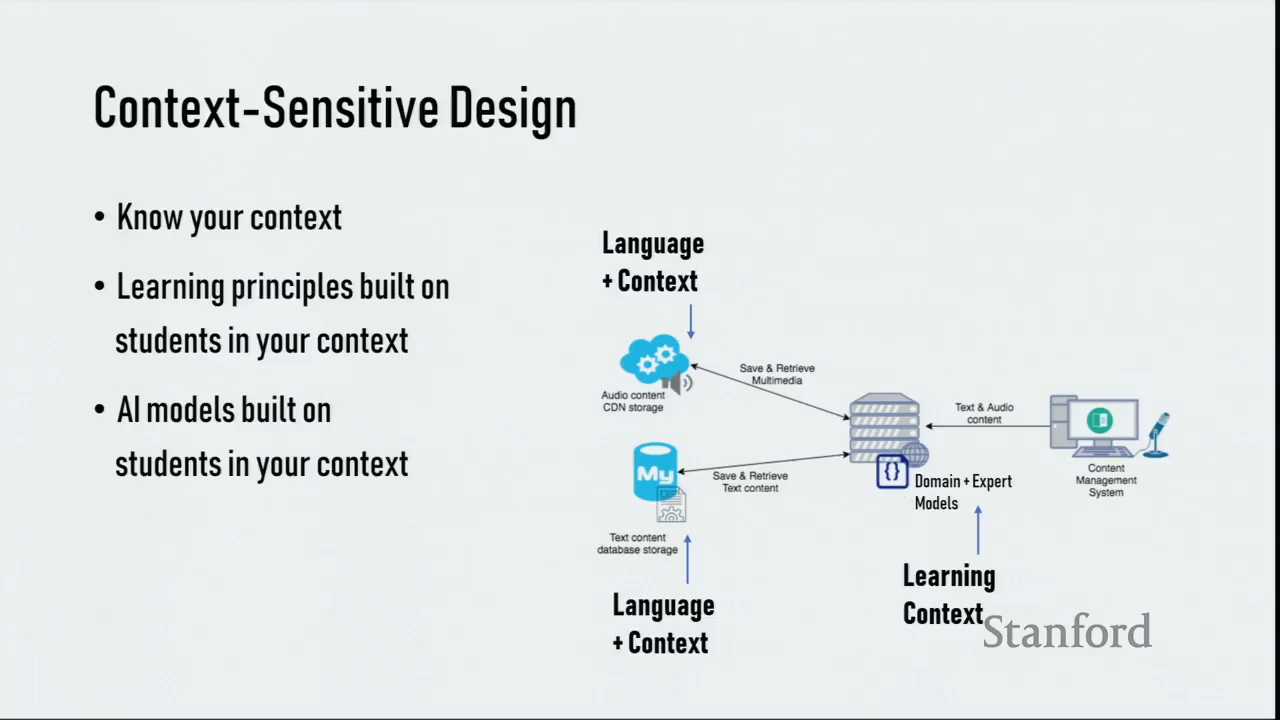 Context-Sensitive Design
• Know your context
• Learning principles built on
students in your context
• AI models built on
students in your context
Language
+ Context
Audio content
CDN storage
Save & Retrieve
Multimedia
Text & Audio
content
Content
Management
System
My
Save & Retrieve
Text content
{}
Domain + Expert
Models
Text content
database storage
Language
+ Context
Learning
Context
Stanford